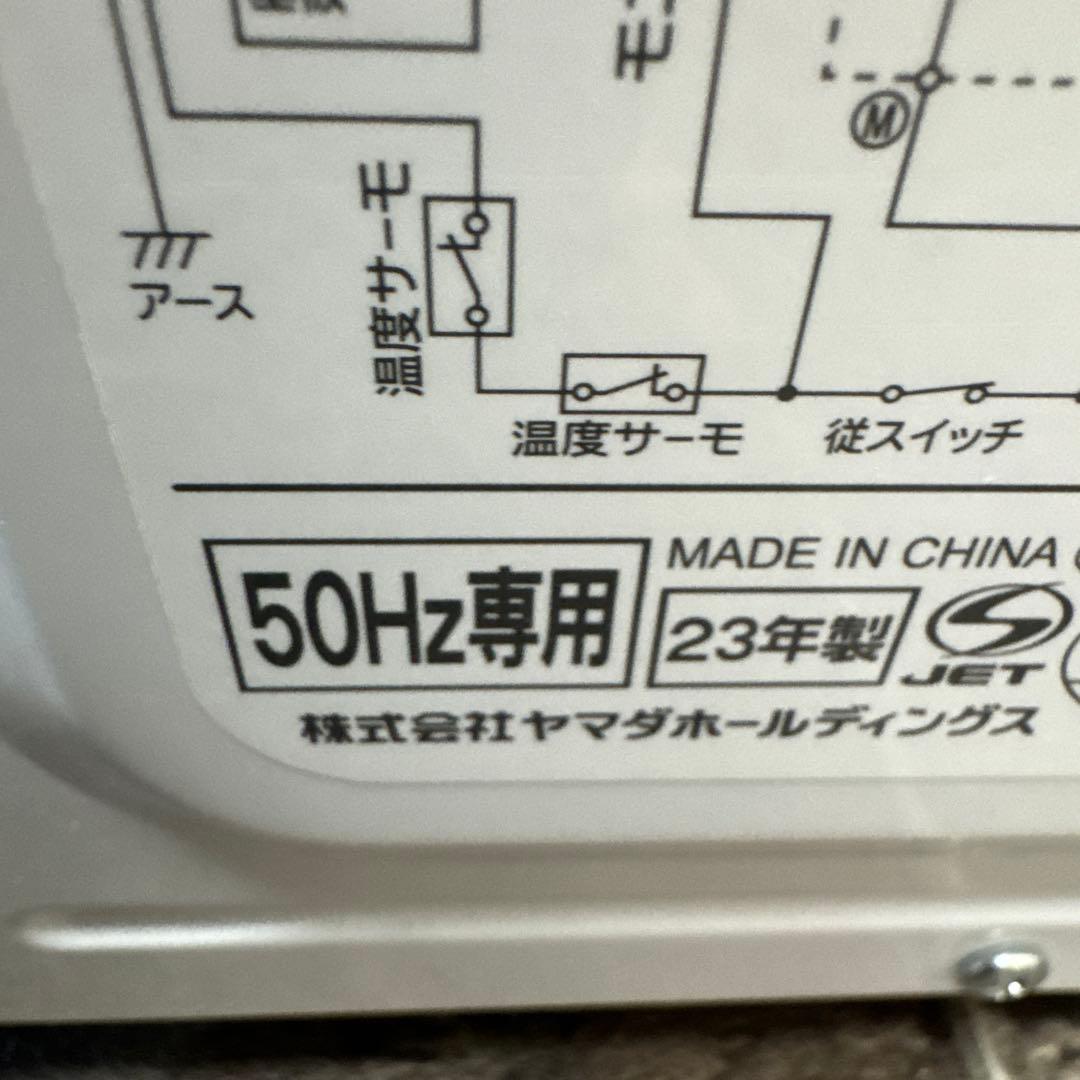 M
温度サーモ
アース
温度サーモ
従スイッチ
50Hz専用
MADE IN CHINA
23年製
JET
株式会社ヤマダホールディングス